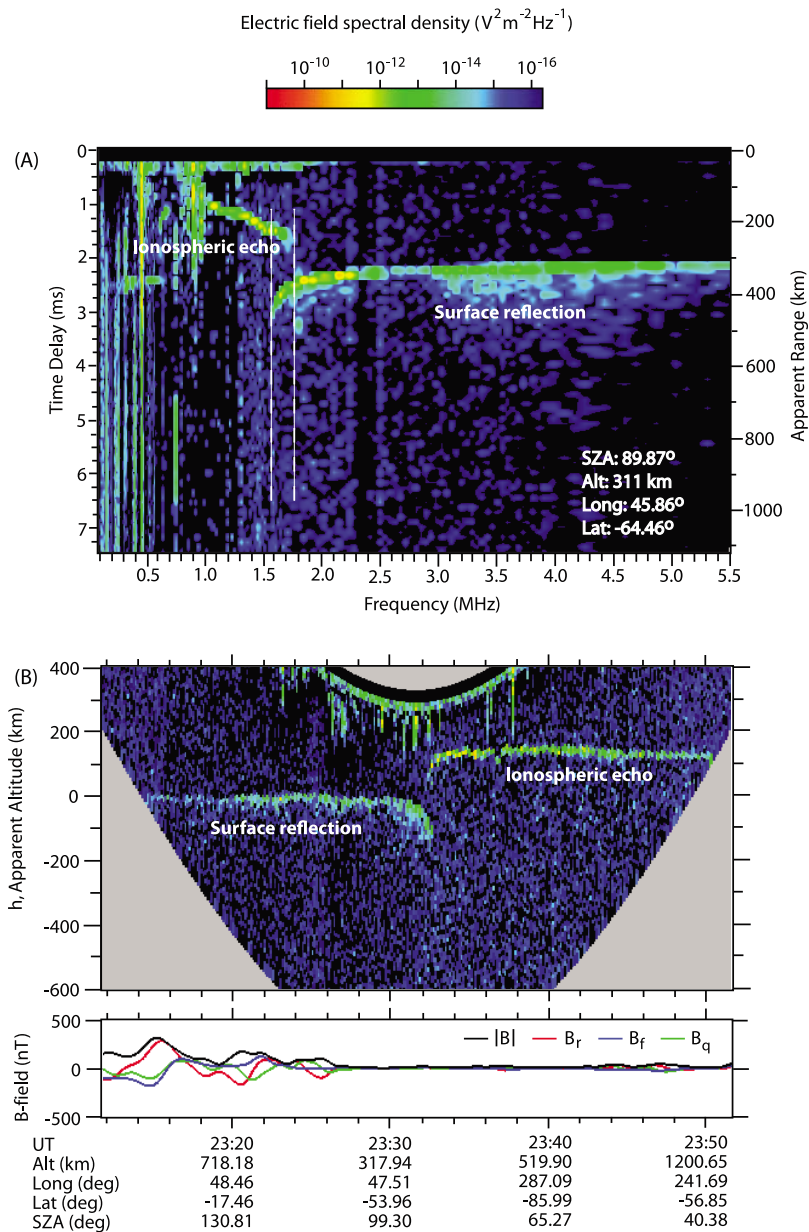 Electric field spectral density (V²m⁻²Hz⁻¹)
10⁻¹⁰ 10⁻¹² 10⁻¹⁴ 10⁻¹⁶
(A)
Time Delay (ms)
0
1
2
3
4
5
6
7
Apparent Range (km)
0
200
400
600
800
1000
Ionospheric echo
Surface reflection
SZA: 89.87º
Alt: 311 km
Long: 45.86º
Lat: -64.46º
0.5 1.0 1.5 2.0 2.5 3.0 3.5 4.0 4.5 5.0 5.5
Frequency (MHz)
(B)
h, Apparent Altitude (km)
400
200
0
-200
-400
-600
Ionospheric echo
Surface reflection
B-field (nT)
500
0
-500
|B| Br Bf Bq
UT 23:20 23:30 23:40 23:50
Alt (km) 718.18 317.94 519.90 1200.65
Long (deg) 48.46 47.51 287.09 241.69
Lat (deg) -17.46 -53.96 -85.99 -56.85
SZA (deg) 130.81 99.30 65.27 40.38